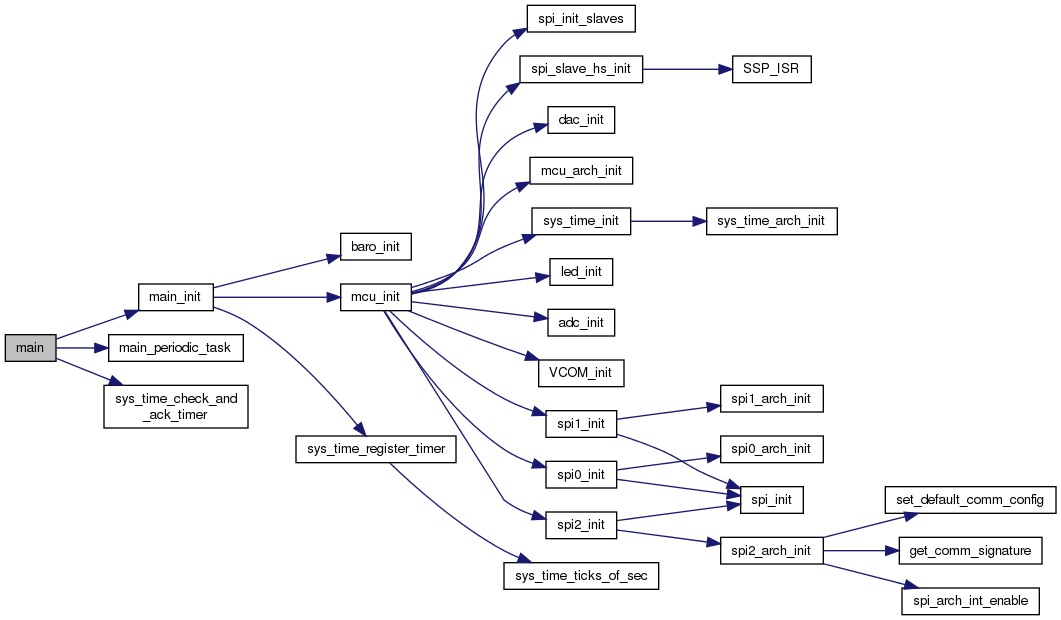 spi_init_slaves
spi_slave_hs_init
SSP_ISR
dac_init
mcu_arch_init
sys_time_init
sys_time_arch_init
baro_init
led_init
main_init
mcu_init
adc_init
main
main_periodic_task
VCOM_init
sys_time_check_and
_ack_timer
spi1_init
spi1_arch_init
sys_time_register_timer
spi0_init
spi0_arch_init
spi_init
set_default_comm_config
spi2_init
spi2_arch_init
get_comm_signature
sys_time_ticks_of_sec
spi_arch_int_enable